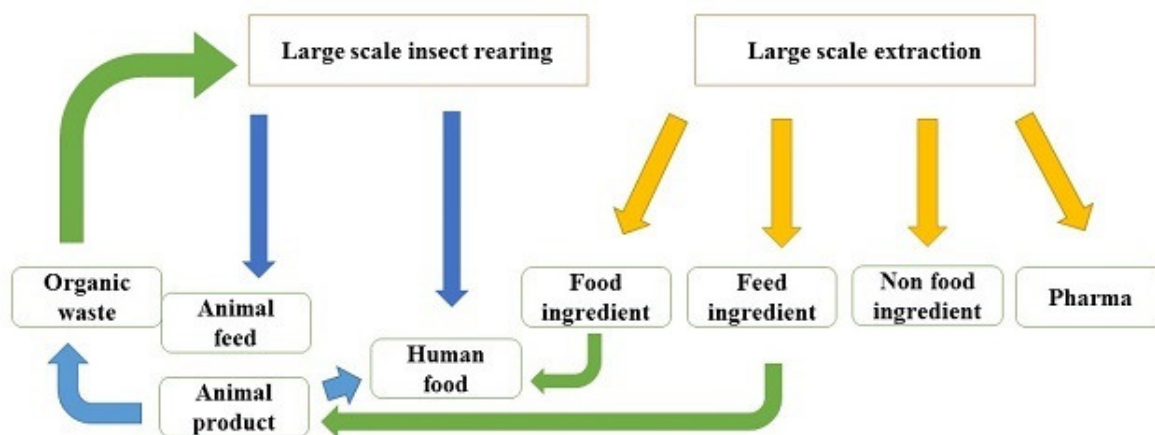 Large scale insect rearing
Large scale extraction
Organic
waste
Animal
feed
Human
food
Food
ingredient
Feed
ingredient
Non food
ingredient
Pharma
Animal
product